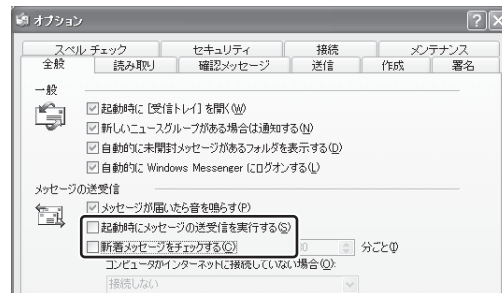 オプション
スペル チェック セキュリティ 接続 メンテナンス
全般 読み取り 確認メッセージ 送信 作成 署名
一般
起動時に [受信トレイ] を開く(W)
新しいニュースグループがある場合は通知する(N)
自動的に未開封メッセージがあるフォルダを表示する(D)
自動的に Windows Messenger にログオンする(L)
メッセージの送受信
メッセージが届いたら音を鳴らす(P)
起動時にメッセージの送受信を実行する(S)
新着メッセージをチェックする(C) 0 分ごと(I)
コンピュータがインターネットに接続していない場合(O):
接続しない